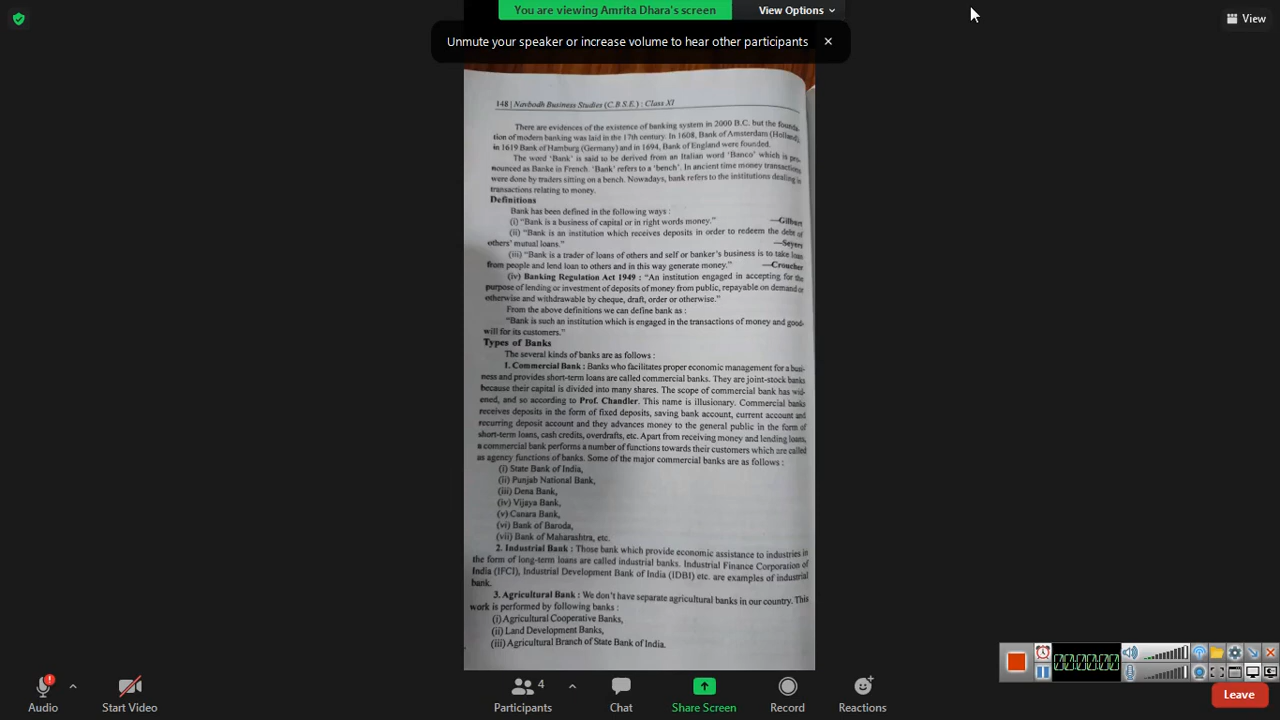 You are viewing Amrita Dhara's screen
View Options
View
Unmute your speaker or increase volume to hear other participants
148 | Navbodh Business Studies (C.B.S.E.) : Class XI
There are evidences of the existence of banking system in 2000 B.C. but the founda-
tion of modern banking was laid in the 17th century. In 1608, Bank of Amsterdam (Holland),
in 1619 Bank of Hamburg (Germany) and in 1694, Bank of England were founded.
The word 'Bank' is said to be derived from an Italian word 'Banco' which is pro-
nounced as Banke in French. 'Bank' refers to a 'bench'. In ancient time money transactions
were done by traders sitting on a bench. Nowadays, bank refers to the institutions dealing in
transactions relating to money.
Definitions
Bank has been defined in the following ways :
(i) "Bank is a business of capital or in right words money." —Gilbart
(ii) "Bank is an institution which receives deposits in order to redeem the debt of
others' mutual loans." —Seyers
(iii) "Bank is a trader of loans of others and self or banker's business is to take loan
from people and lend loan to others and in this way generate money." —Croucher
(iv) Banking Regulation Act 1949 : "An institution engaged in accepting for the
purpose of lending or investment of deposits of money from public, repayable on demand or
otherwise and withdrawable by cheque, draft, order or otherwise."
From the above definitions we can define bank as :
"Bank is such an institution which is engaged in the transactions of money and good-
will for its customers."
Types of Banks
The several kinds of banks are as follows :
1. Commercial Bank : Banks who facilitates proper economic management for a busi-
ness and provides short-term loans are called commercial banks. They are joint-stock banks
because their capital is divided into many shares. The scope of commercial bank has wid-
ened, and so according to Prof. Chandler. This name is illusionary. Commercial banks
receives deposits in the form of fixed deposits, saving bank account, current account and
recurring deposit account and they advances money to the general public in the form of
short-term loans, cash credits, overdrafts, etc. Apart from receiving money and lending loans,
a commercial bank performs a number of functions towards their customers which are called
as agency functions of banks. Some of the major commercial banks are as follows :
(i) State Bank of India,
(ii) Punjab National Bank,
(iii) Dena Bank,
(iv) Vijaya Bank,
(v) Canara Bank,
(vi) Bank of Baroda,
(vii) Bank of Maharashtra, etc.
2. Industrial Bank : Those bank which provide economic assistance to industries in
the form of long-term loans are called industrial banks. Industrial Finance Corporation of
India (IFCI), Industrial Development Bank of India (IDBI) etc. are examples of industrial
bank.
3. Agricultural Bank : We don't have separate agricultural banks in our country. This
work is performed by following banks :
(i) Agricultural Cooperative Banks,
(ii) Land Development Banks,
(iii) Agricultural Branch of State Bank of India.
Audio
Start Video
Participants 4
Chat
Share Screen
Record
Reactions
Leave